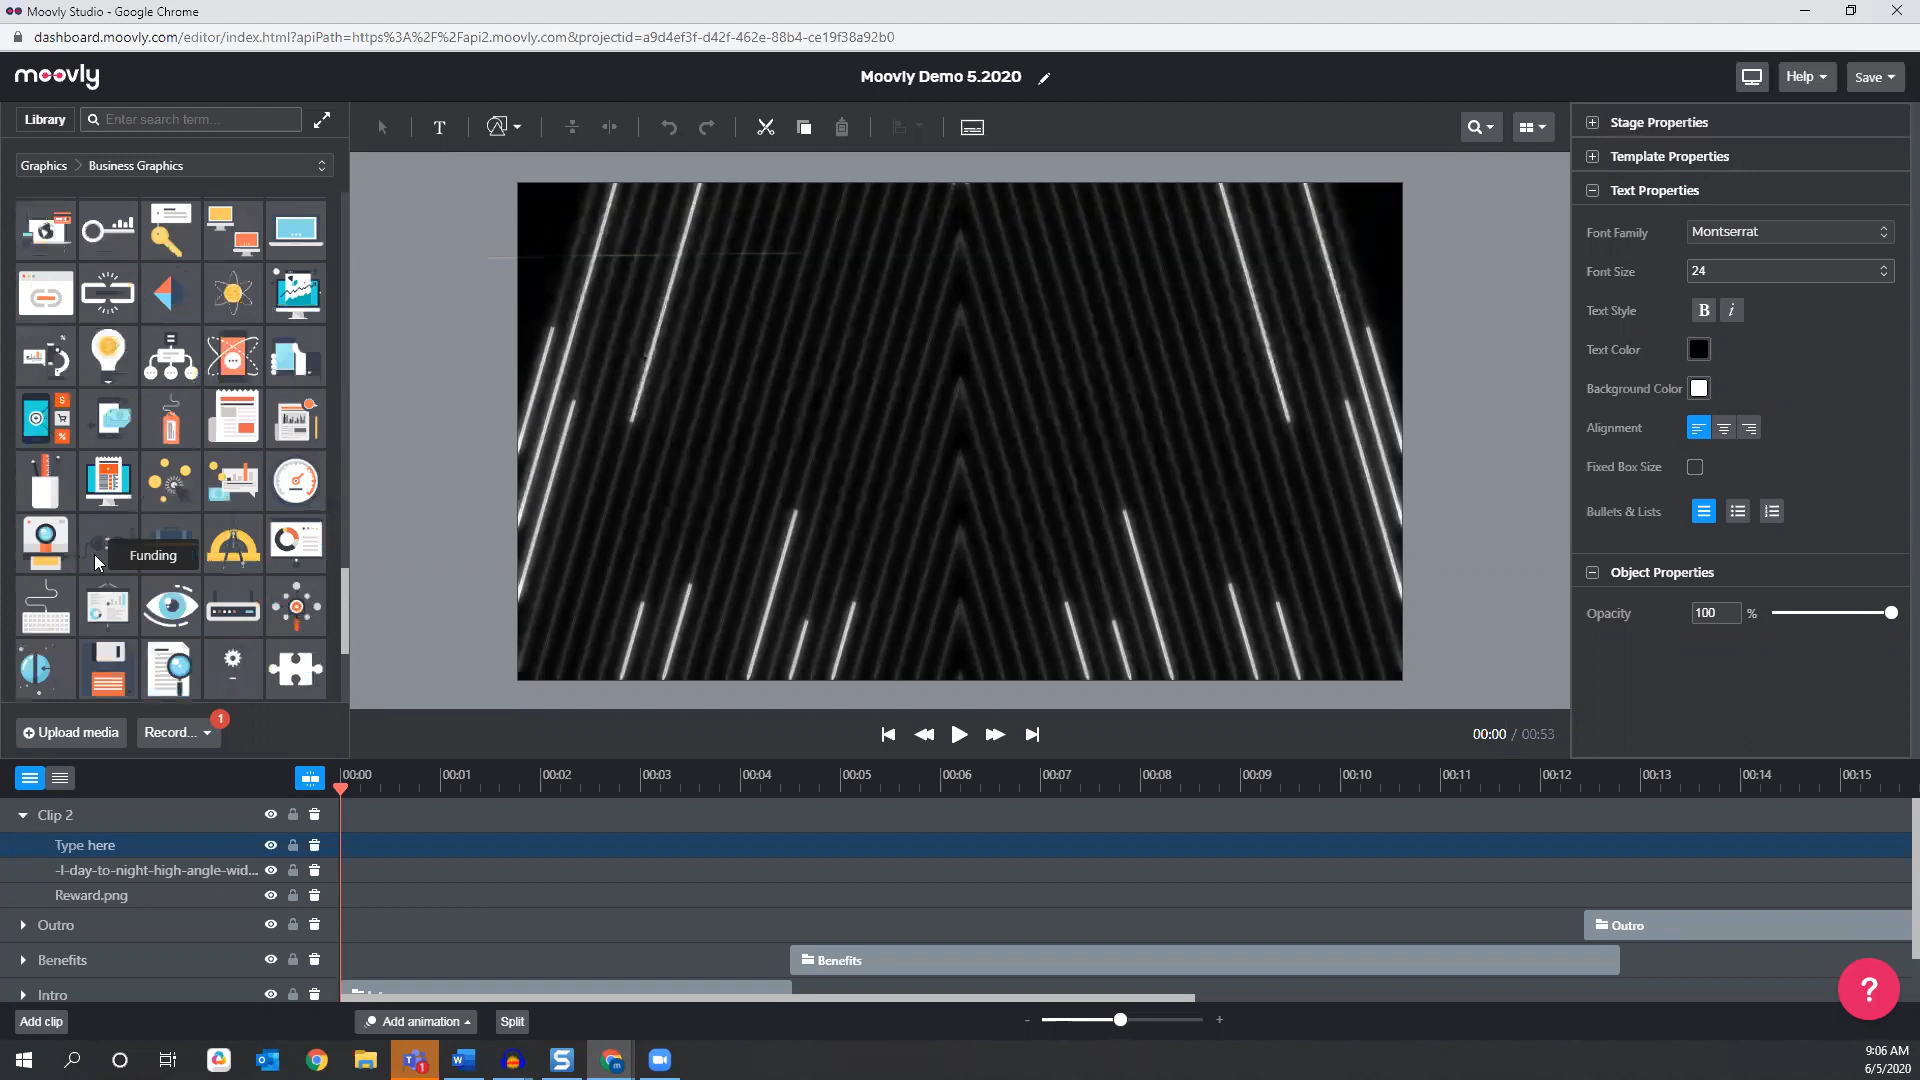 Moovly Studio - Google Chrome
dashboard.moovly.com/editor/index.html?apiPath=https%3A%2F%2Fapi2.moovly.com&projectid=a9d4ef3f-d42f-462e-88b4-ce19f38a92b0
moovly
Moovly Demo 5.2020
Help
Save
Library
Enter search term...
T
Graphics
Business Graphics
Funding
Upload media
Record...
1
00:00 / 00:53
Stage Properties
Template Properties
Text Properties
Font Family
Montserrat
Font Size
24
Text Style
B
i
Text Color
Background Color
Alignment
Fixed Box Size
Bullets & Lists
Object Properties
Opacity
100
%
00:00
00:01
00:02
00:03
00:04
00:05
00:06
00:07
00:08
00:09
00:10
00:11
00:12
00:13
00:14
00:15
Clip 2
Type here
-l-day-to-night-high-angle-wid...
Reward.png
Outro
Outro
Benefits
Benefits
Intro
?
Add clip
Add animation
Split
-
+
9:06 AM
6/5/2020